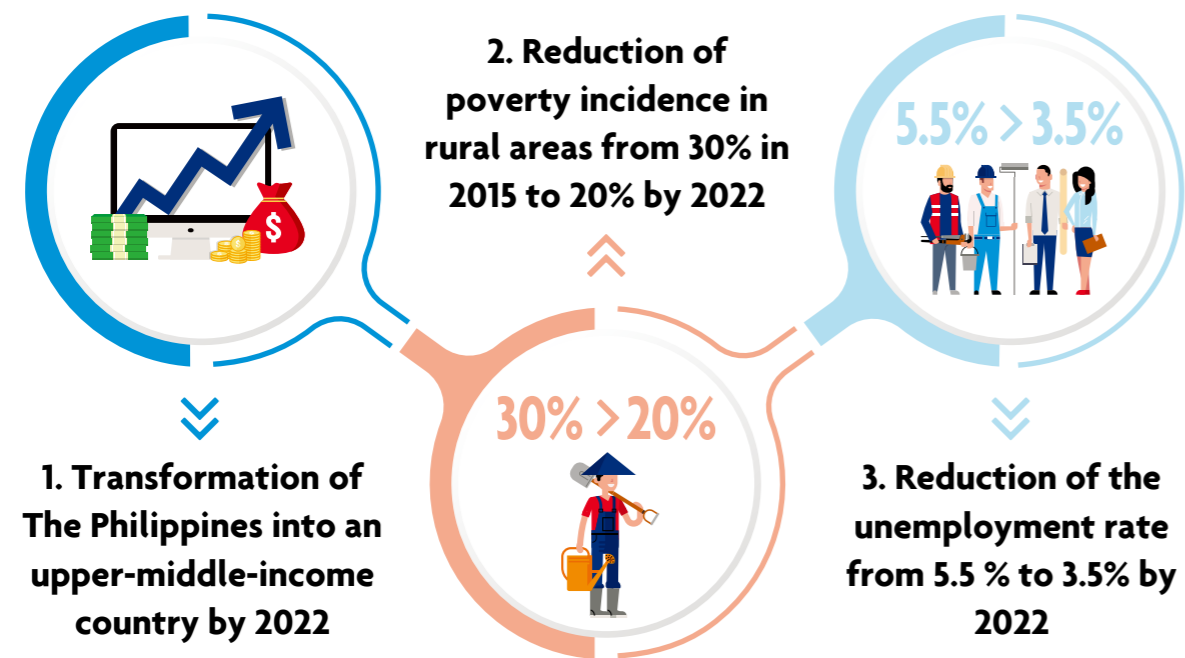 1. Transformation of
The Philippines into an
upper-middle-income
country by 2022
$
2. Reduction of
poverty incidence in
rural areas from 30% in
2015 to 20% by 2022
30% > 20%
5.5% > 3.5%
3. Reduction of the
unemployment rate
from 5.5 % to 3.5% by
2022